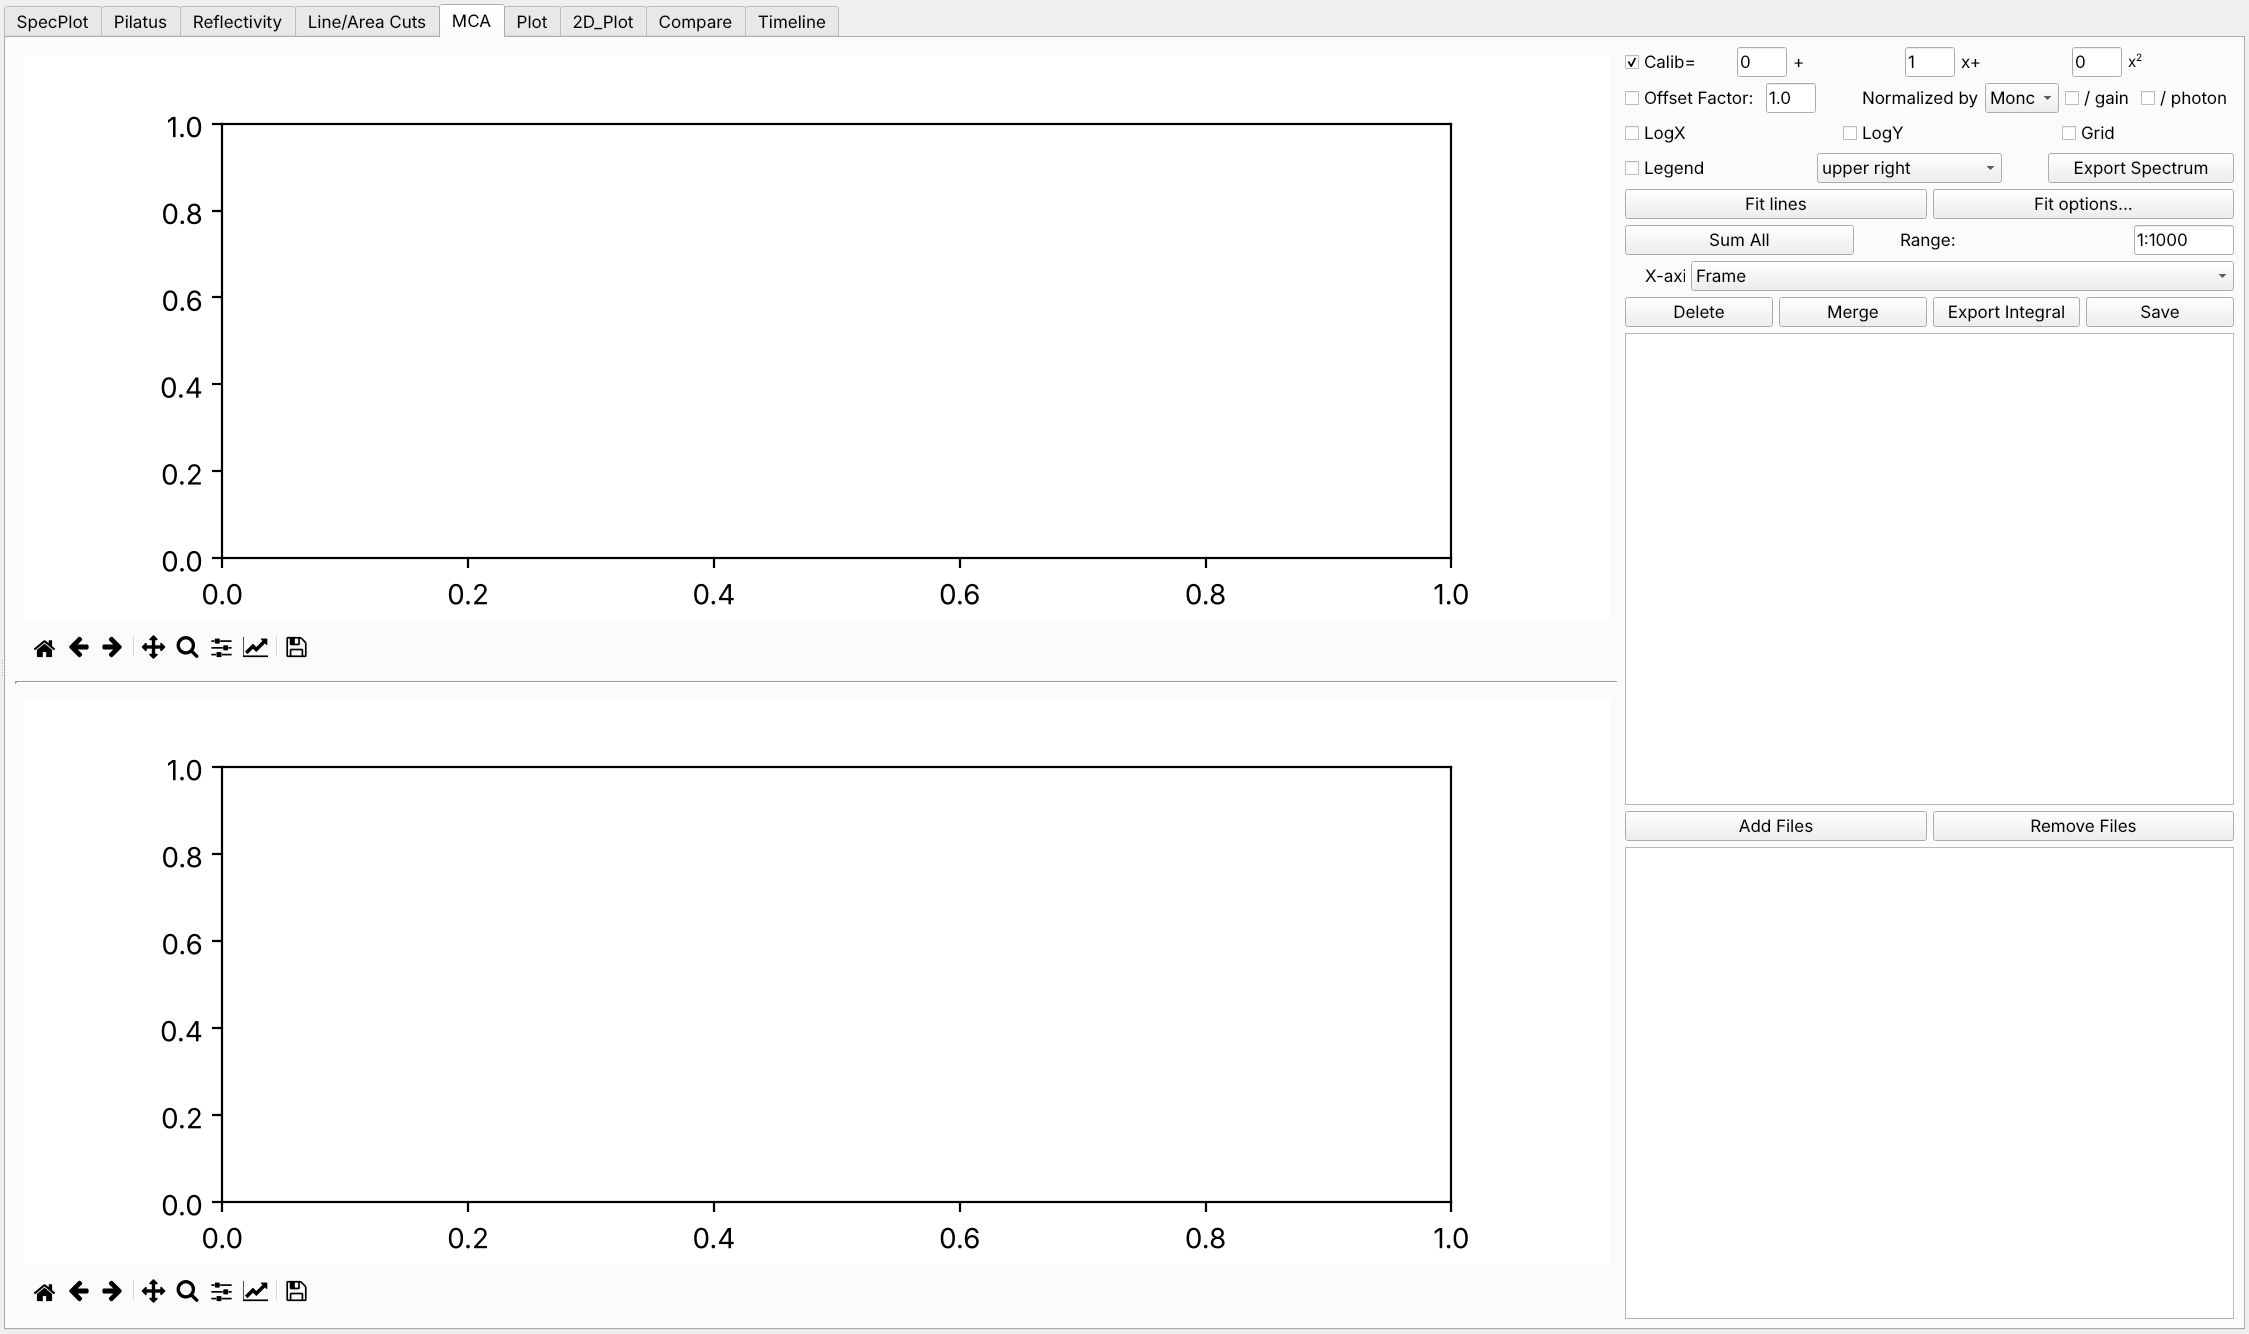 SpecPlot Pilatus Reflectivity Line/Area Cuts MCA Plot 2D_Plot Compare Timeline
1.0
0.8
0.6
0.4
0.2
0.0
0.0 0.2 0.4 0.6 0.8 1.0
1.0
0.8
0.6
0.4
0.2
0.0
0.0 0.2 0.4 0.6 0.8 1.0
Calib= 0 + 1 x+ 0 x²
Offset Factor: 1.0 Normalized by Monc / gain / photon
LogX LogY Grid
Legend upper right Export Spectrum
Fit lines Fit options...
Sum All Range: 1:1000
X-axi Frame
Delete Merge Export Integral Save
Add Files Remove Files